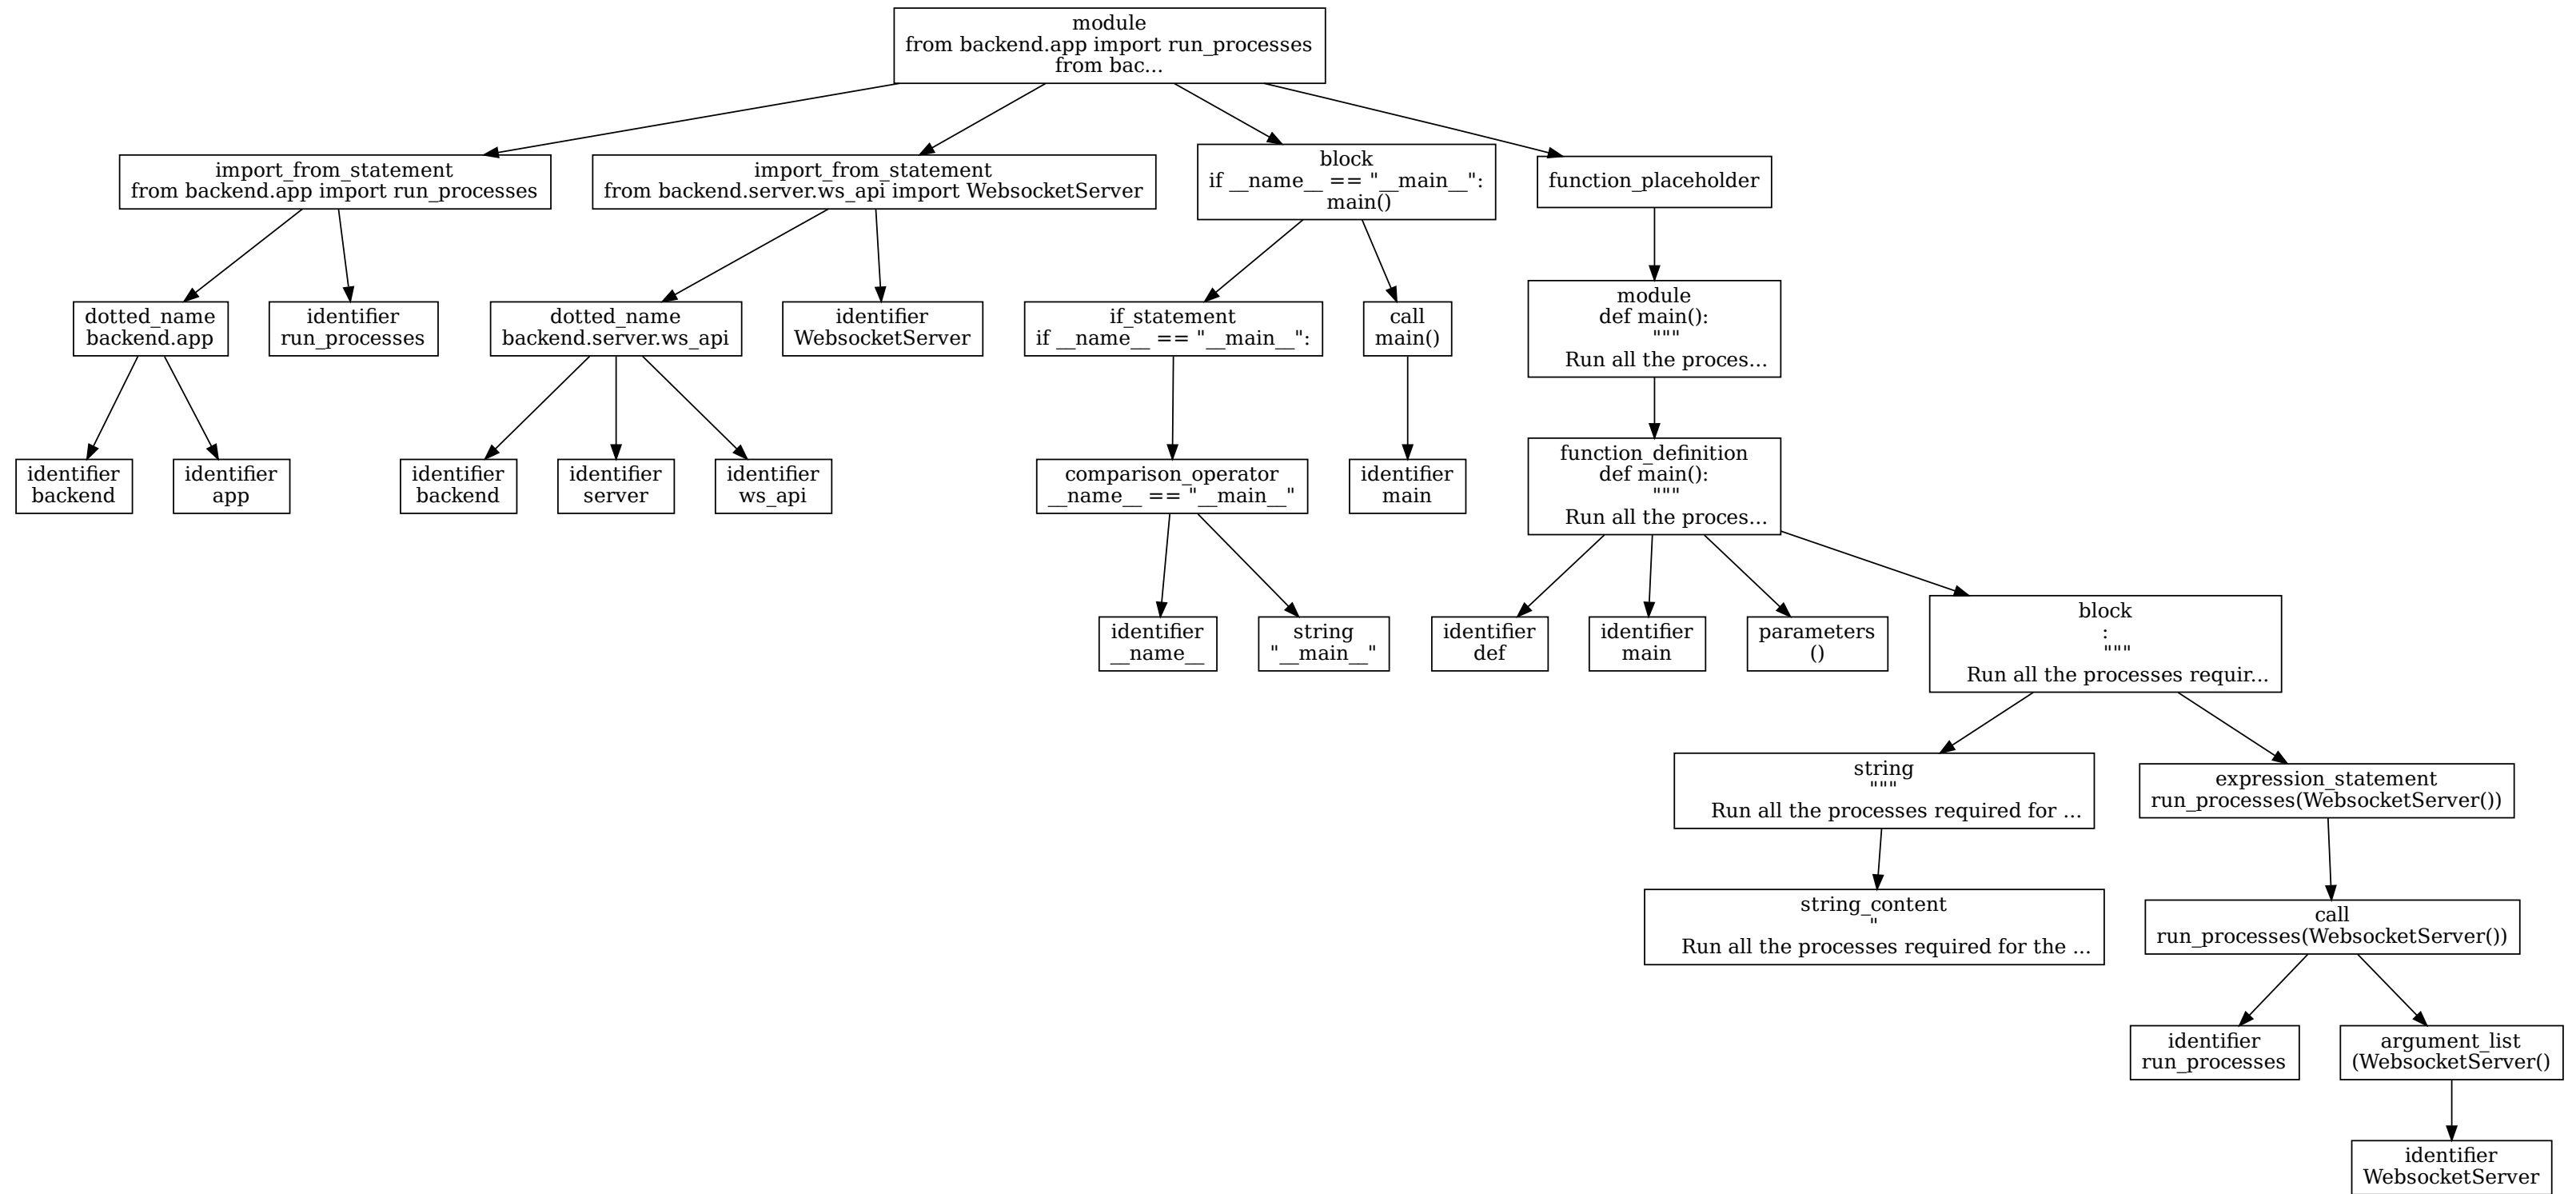 module
from backend.app import run_processes
from bac...
import_from_statement
from backend.app import run_processes
import_from_statement
from backend.server.ws_api import WebsocketServer
block
if __name__ == "__main__":
main()
function_placeholder
dotted_name
backend.app
identifier
run_processes
dotted_name
backend.server.ws_api
identifier
WebsocketServer
if_statement
if __name__ == "__main__":
call
main()
module
def main():
"""
Run all the proces...
identifier
backend
identifier
app
identifier
backend
identifier
server
identifier
ws_api
comparison_operator
__name__ == "__main__"
identifier
main
function_definition
def main():
"""
Run all the proces...
identifier
__name__
string
"__main__"
identifier
def
identifier
main
parameters
()
block
:
"""
Run all the processes requir...
string
"""
Run all the processes required for ...
expression_statement
run_processes(WebsocketServer())
string_content
"
Run all the processes required for the ...
call
run_processes(WebsocketServer())
identifier
run_processes
argument_list
(WebsocketServer()
identifier
WebsocketServer